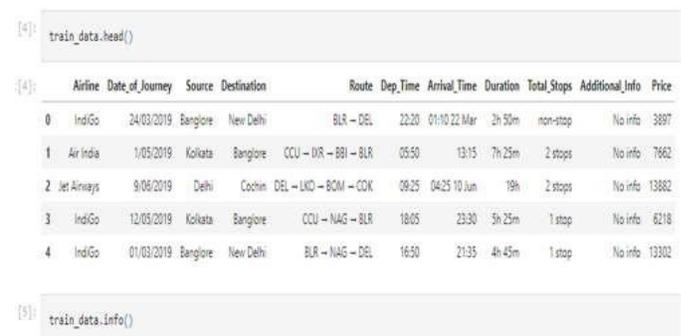 [4]: train_data.head()
[4]: Airline Date_of_Journey Source Destination Route Dep_Time Arrival_Time Duration Total_Stops Additional_Info Price
0 IndiGo 24/03/2019 Banglore New Delhi BLR → DEL 22:20 01:10 22 Mar 2h 50m non-stop No info 3897
1 Air India 1/05/2019 Kolkata Banglore CCU → IXR → BBI → BLR 05:50 13:15 7h 25m 2 stops No info 7662
2 Jet Airways 9/06/2019 Delhi Cochin DEL → LKO → BOM → COK 09:25 04:25 10 Jun 19h 2 stops No info 13882
3 IndiGo 12/05/2019 Kolkata Banglore CCU → NAG → BLR 18:05 23:30 5h 25m 1 stop No info 6218
4 IndiGo 01/03/2019 Banglore New Delhi BLR → NAG → DEL 16:50 21:35 4h 45m 1 stop No info 13302
[5]: train_data.info()